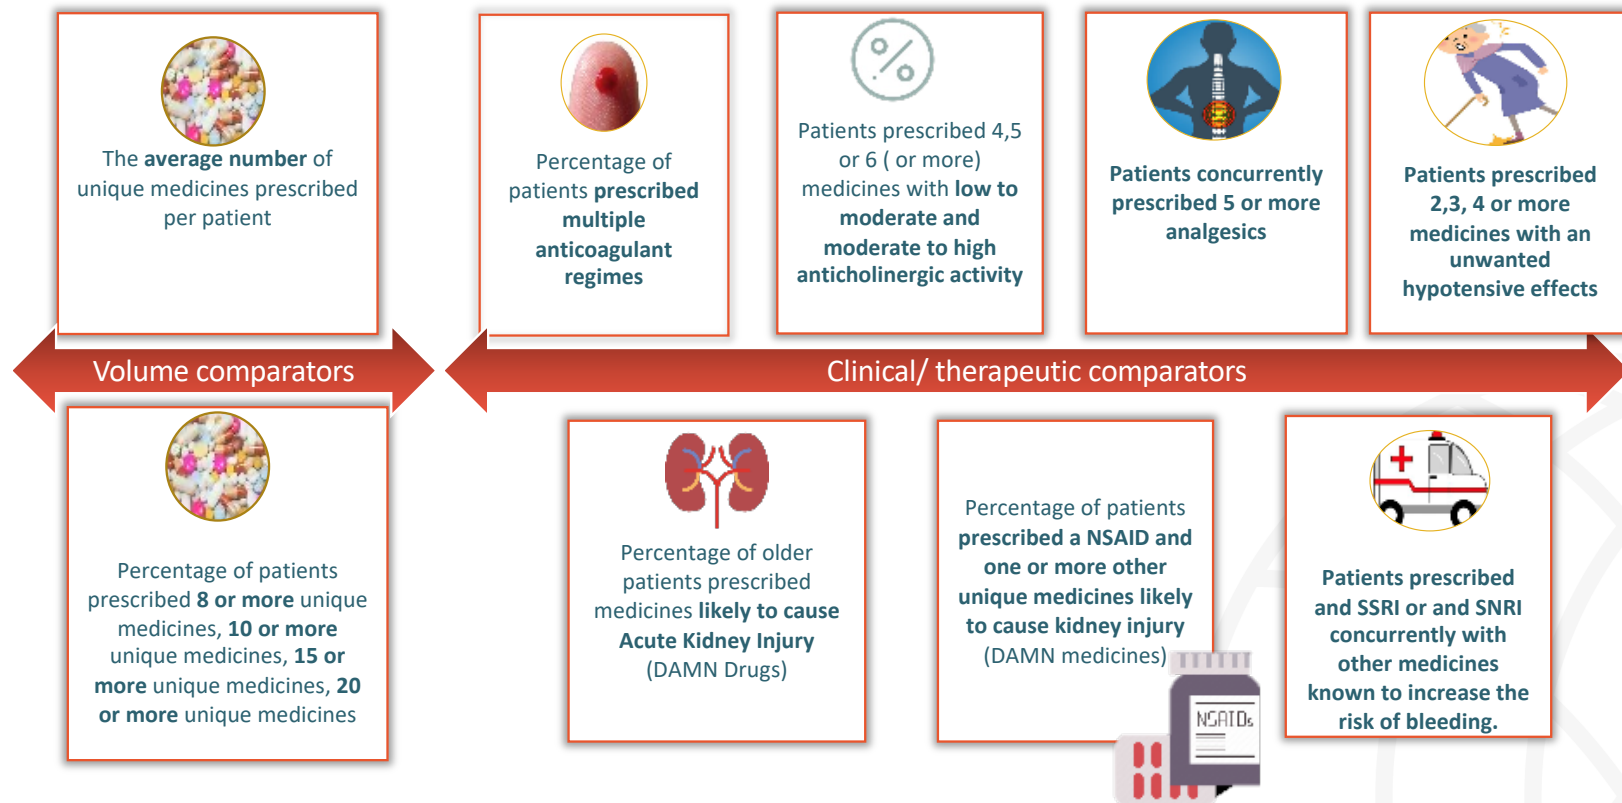 The average number of
unique medicines prescribed
per patient
Percentage of
patients prescribed
multiple
anticoagulant
regimes
Patients prescribed 4,5
or 6 ( or more)
medicines with low to
moderate and
moderate to high
anticholinergic activity
Patients concurrently
prescribed 5 or more
analgesics
Patients prescribed
2,3, 4 or more
medicines with an
unwanted
hypotensive effects
Volume comparators
Clinical/ therapeutic comparators
Percentage of patients
prescribed 8 or more unique
medicines, 10 or more
unique medicines, 15 or
more unique medicines, 20
or more unique medicines
Percentage of older
patients prescribed
medicines likely to cause
Acute Kidney Injury
(DAMN Drugs)
Percentage of patients
prescribed a NSAID and
one or more other
unique medicines likely
to cause kidney injury
(DAMN medicines)
NSAIDs
Patients prescribed
and SSRI or and SNRI
concurrently with
other medicines
known to increase the
risk of bleeding.